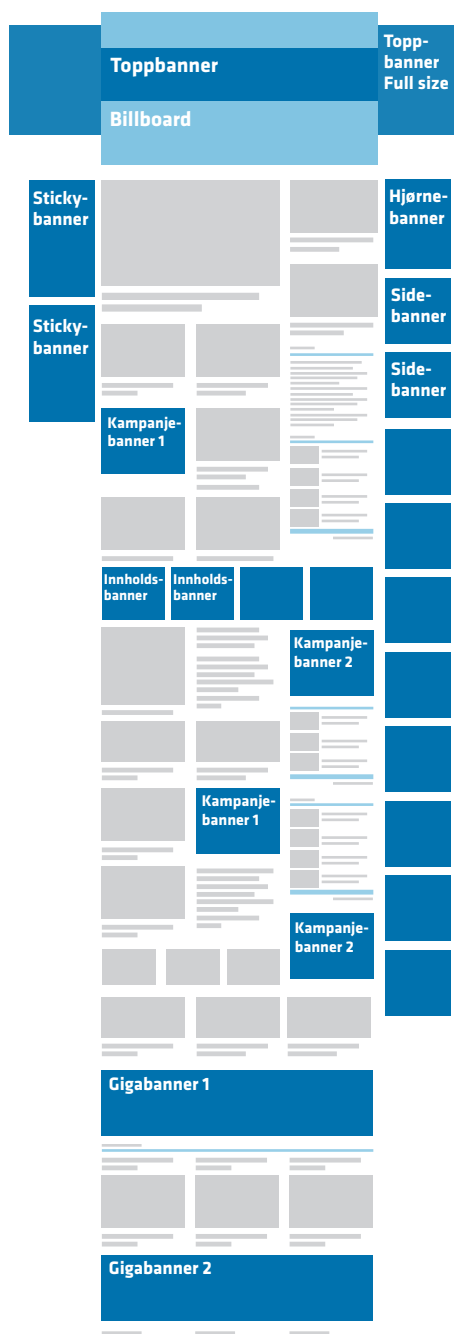 Toppbanner
Billboard
Topp-
banner
Full size
Sticky-
banner
Sticky-
banner
Hjørne-
banner
Side-
banner
Side-
banner
Kampanje-
banner 1
Innholds-
banner
Innholds-
banner
Kampanje-
banner 2
Kampanje-
banner 1
Kampanje-
banner 2
Gigabanner 1
Gigabanner 2